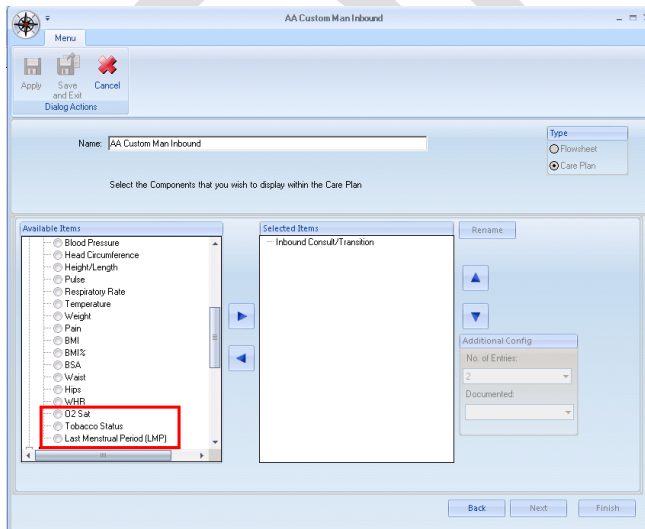 AA Custom Man Inbound
Menu
Apply
Save and Exit
Cancel
Dialog Actions
Name: AA Custom Man Inbound
Type
Flowsheet
Care Plan
Select the Components that you wish to display within the Care Plan
Available Items
Blood Pressure
Head Circumference
Height/Length
Pulse
Respiratory Rate
Temperature
Weight
Pain
BMI
BMI%
BSA
Waist
Hips
WHR
O2 Sat
Tobacco Status
Last Menstrual Period (LMP)
Selected Items
Inbound Consult/Transition
Rename
Additional Config
No. of Entries:
2
Documented:
Back
Next
Finish